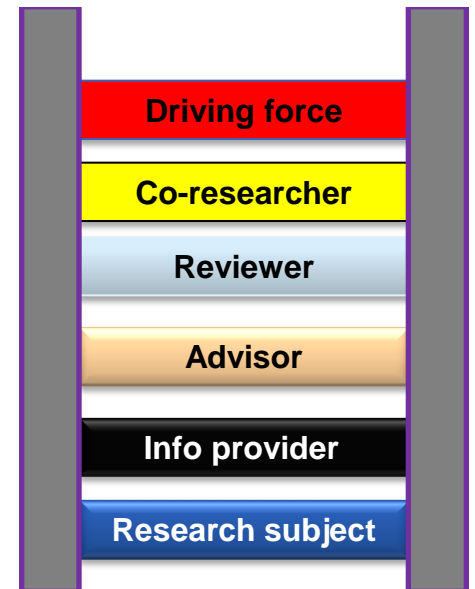 Driving force
Co-researcher
Reviewer
Advisor
Info provider
Research subject